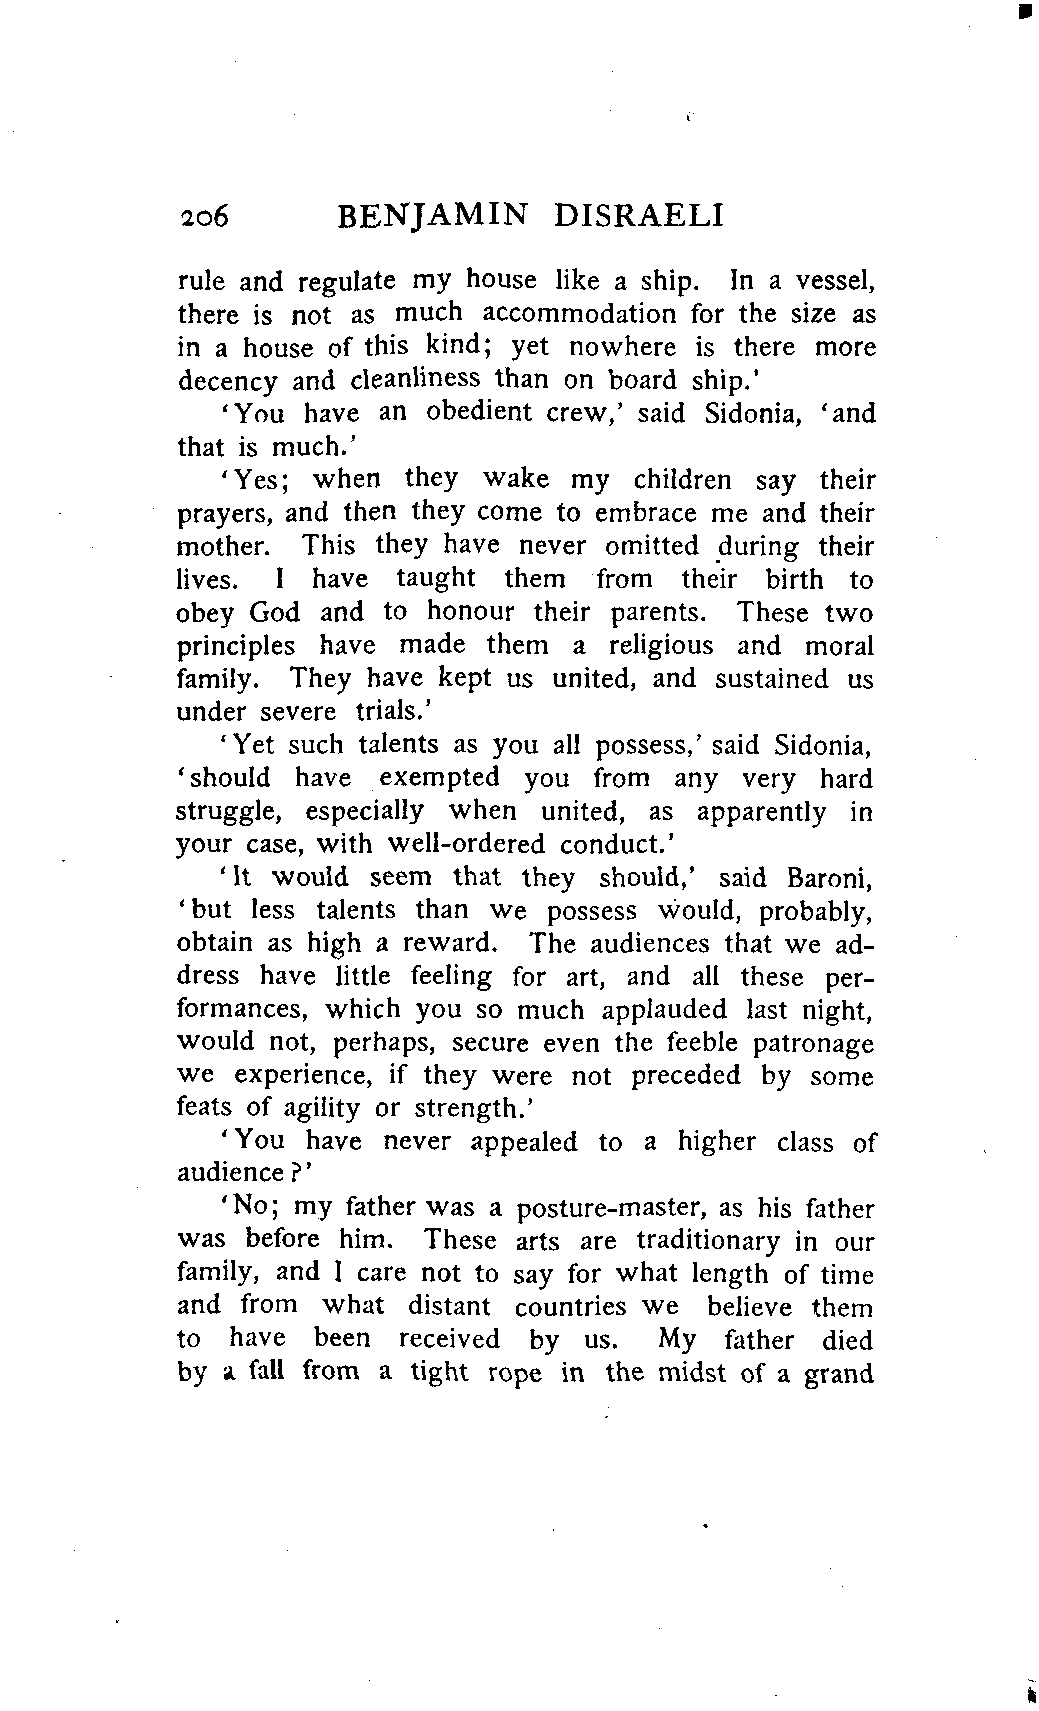 206 BENJAMIN DISRAELI
rule and regulate my house like a ship. In a vessel,
there is not as much accommodation for the size as
in a house of this kind; yet nowhere is there more
decency and cleanliness than on board ship.'
'You have an obedient crew,' said Sidonia, 'and
that is much.'
'Yes; when they wake my children say their
prayers, and then they come to embrace me and their
mother. This they have never omitted during their
lives. I have taught them from their birth to
obey God and to honour their parents. These two
principles have made them a religious and moral
family. They have kept us united, and sustained us
under severe trials.'
'Yet such talents as you all possess,' said Sidonia,
'should have exempted you from any very hard
struggle, especially when united, as apparently in
your case, with well-ordered conduct.'
'It would seem that they should,' said Baroni,
'but less talents than we possess would, probably,
obtain as high a reward. The audiences that we ad-
dress have little feeling for art, and all these per-
formances, which you so much applauded last night,
would not, perhaps, secure even the feeble patronage
we experience, if they were not preceded by some
feats of agility or strength.'
'You have never appealed to a higher class of
audience?'
'No; my father was a posture-master, as his father
was before him. These arts are traditionary in our
family, and I care not to say for what length of time
and from what distant countries we believe them
to have been received by us. My father died
by a fall from a tight rope in the midst of a grand